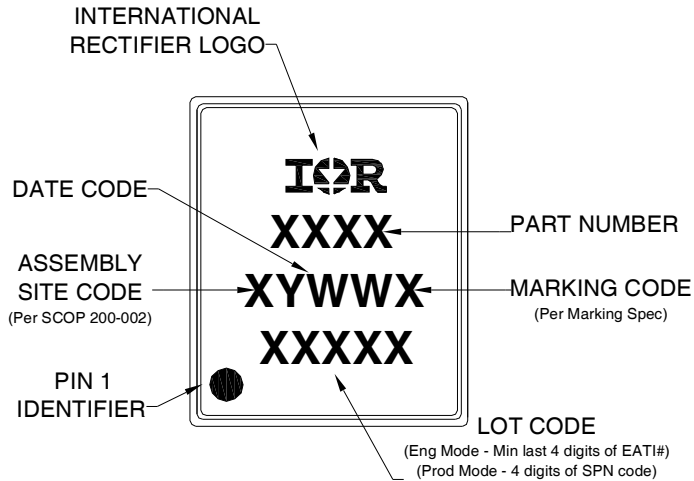 INTERNATIONAL
RECTIFIER LOGO
IOR
DATE CODE
XXXX
PART NUMBER
ASSEMBLY
SITE CODE
(Per SCOP 200-002)
XYWWX
MARKING CODE
(Per Marking Spec)
XXXXX
PIN 1
IDENTIFIER
LOT CODE
(Eng Mode - Min last 4 digits of EATI#)
(Prod Mode - 4 digits of SPN code)